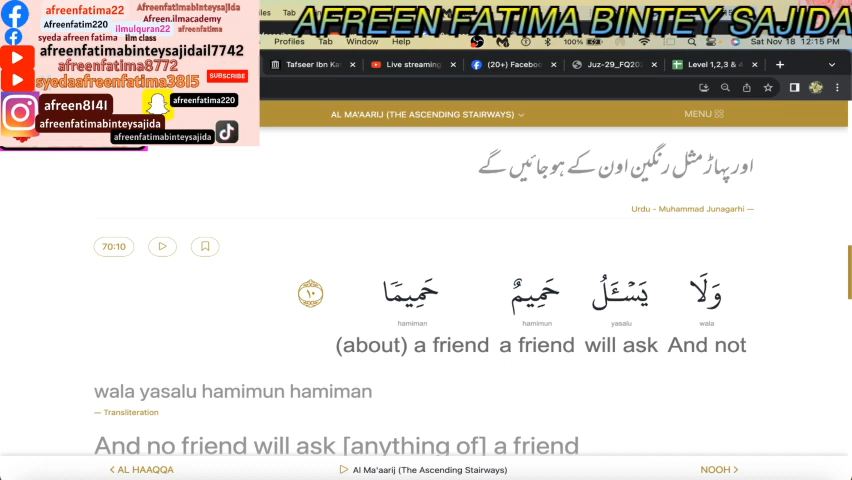 afreenfatima22
Afreenfatimabinteysajida
Afreen.ilmacademy
Afreenfatim220
ilmulquran22
syeda afreen fatima ilm class
afreenfatimabinteysajidail7742
afreenfatima8772
syedaafreenfatima3815
SUBSCRIBE
afreen8141
afreenfatima220
afreenfatimabinteysajida
afreenfatimabinteysajida
AFREEN FATIMA BINTEY SAJIDA
Profiles Tab Window Help 100% Sat Nov 18 12:15 PM
Tafseer Ibn Ka Live streaming (20+) Faceboo Juz-29_FQ202 Level 1,2,3 & 4
AL MA'AARIJ (THE ASCENDING STAIRWAYS) MENU
اور پہاڑ مثل رنگین اون کے ہو جائیں گے
Urdu - Muhammad Junagarhi —
70:10
وَلَا يَسْـَٔلُ حَمِيمٌ حَمِيمًا ١٠
hamiman hamimun yasalu wala
(about) a friend a friend will ask And not
wala yasalu hamimun hamiman
— Transliteration
And no friend will ask [anything of] a friend
< AL HAAQQA Al Ma'aarij (The Ascending Stairways) NOOH >